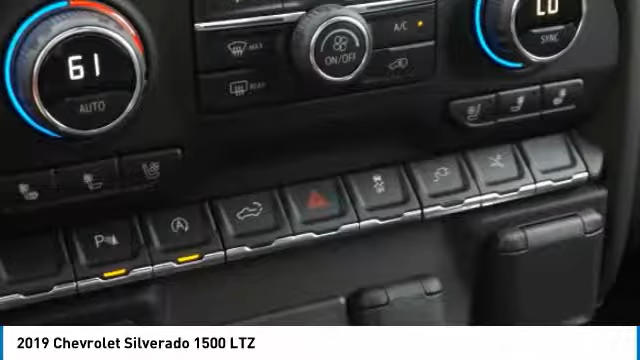 61
AUTO
MAX
REAR
ON/OFF
A/C
LO
SYNC
P
A
2019 Chevrolet Silverado 1500 LTZ